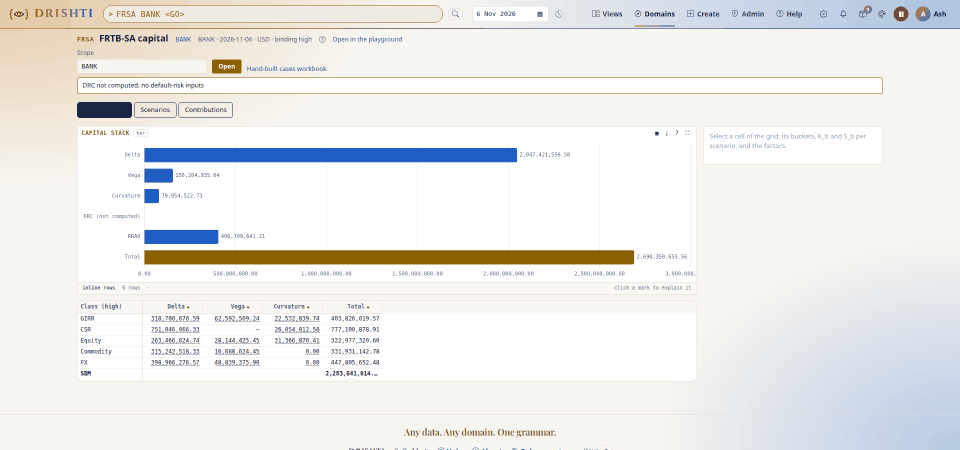 DRISHTI
> FRSA BANK <GO>
6 Nov 2026
Views
Domains
Create
Admin
Help
A
Ash
FRSA FRTB-SA capital BANK BANK · 2026-11-06 · USD · binding high Open in the playground
Scope
BANK
Open
Hand-built cases workbook
DRC not computed: no default-risk inputs
Scenarios
Contributions
CAPITAL STACK bar
Select a cell of the grid: its buckets, K_b and S_b per
scenario, and the factors.
Delta 2,047,421,556.50
Vega 156,264,935.04
Curvature 79,954,522.73
DRC (not computed)
RRAO 406,709,641.21
Total 2,690,350,655.56
0.00 500,000,000.00 1,000,000,000.00 1,500,000,000.00 2,000,000,000.00 2,500,000,000.00 3,000,000
inline rows 6 rows ·
Click a mark to explain it
Class (high) Delta Vega Curvature Total
GIRR 318,700,670.59 62,592,509.24 22,532,839.74 403,826,019.57
CSR 751,046,066.33 — 26,054,812.58 777,100,878.91
Equity 263,466,024.74 28,144,425.45 31,366,870.41 322,977,320.60
Commodity 315,242,518.33 16,688,624.45 0.00 331,931,142.78
FX 398,966,276.57 48,839,375.90 0.00 447,805,652.48
SBM 2,283,641,014.…
Any data. Any domain. One grammar.